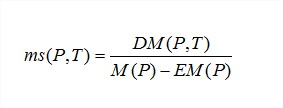 ms(P,T) = DM(P,T) / M(P) − EM(P)